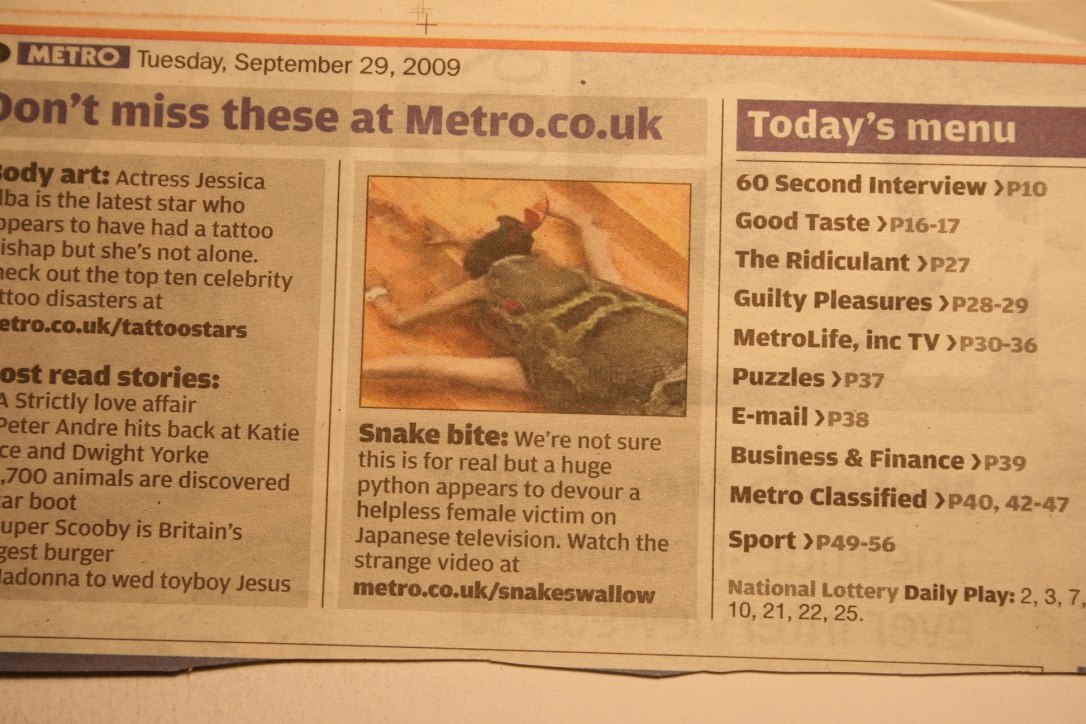 METRO Tuesday, September 29, 2009
Don't miss these at Metro.co.uk
Body art: Actress Jessica
lba is the latest star who
ppears to have had a tattoo
ishap but she's not alone.
heck out the top ten celebrity
ttoo disasters at
etro.co.uk/tattoostars
ost read stories:
A Strictly love affair
Peter Andre hits back at Katie
ice and Dwight Yorke
,700 animals are discovered
car boot
uper Scooby is Britain's
ggest burger
Madonna to wed toyboy Jesus
Snake bite: We're not sure
this is for real but a huge
python appears to devour a
helpless female victim on
Japanese television. Watch the
strange video at
metro.co.uk/snakeswallow
Today's menu
60 Second Interview ❯P10
Good Taste ❯P16-17
The Ridiculant ❯P27
Guilty Pleasures ❯P28-29
MetroLife, inc TV ❯P30-36
Puzzles ❯P37
E-mail ❯P38
Business & Finance ❯P39
Metro Classified ❯P40, 42-47
Sport ❯P49-56
National Lottery Daily Play: 2, 3, 7,
10, 21, 22, 25.